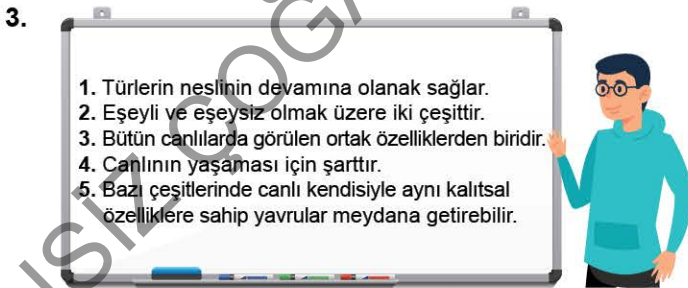 3.
1. Türlerin neslinin devamına olanak sağlar.
2. Eşeyli ve eşeysiz olmak üzere iki çeşittir.
3. Bütün canlılarda görülen ortak özelliklerden biridir.
4. Canlının yaşaması için şarttır.
5. Bazı çeşitlerinde canlı kendisiyle aynı kalıtsal
özelliklere sahip yavrular meydana getirebilir.